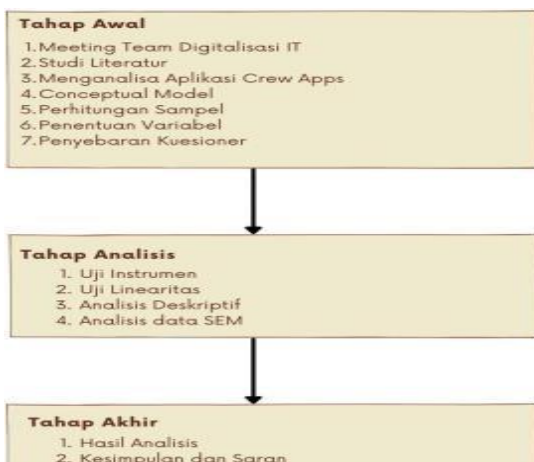 Tahap Awal
1.Meeting Team Digitalisasi IT
2.Studi Literatur
3.Menganalisa Aplikasi Crew Apps
4.Conceptual Model
5.Perhitungan Sampel
6.Penentuan Variabel
7.Penyebaran Kuesioner
Tahap Analisis
1. Uji Instrumen
2. Uji Linearitas
3. Analisis Deskriptif
4. Analisis data SEM
Tahap Akhir
1. Hasil Analisis
2. Kesimpulan dan Saran